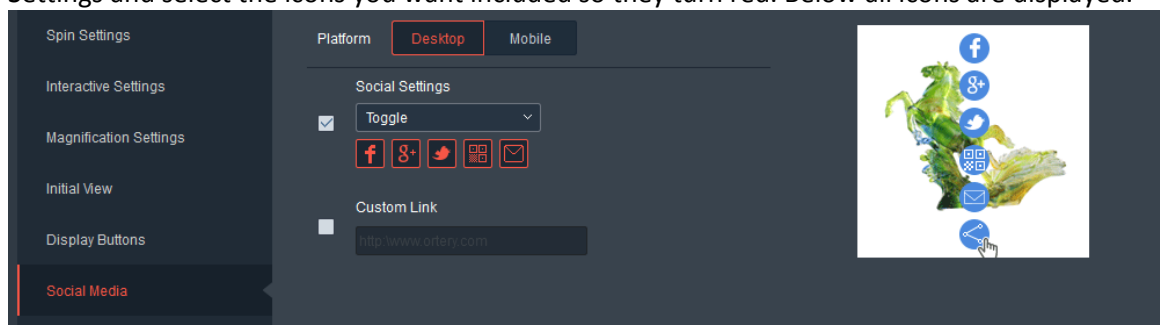 Settings and select the icons you want included so they turn red. Below all icons are displayed.
Spin Settings
Interactive Settings
Magnification Settings
Initial View
Display Buttons
Social Media
Platform Desktop Mobile
Social Settings
Toggle
f 8+
Custom Link
http:\www.ortery.com
f
8+